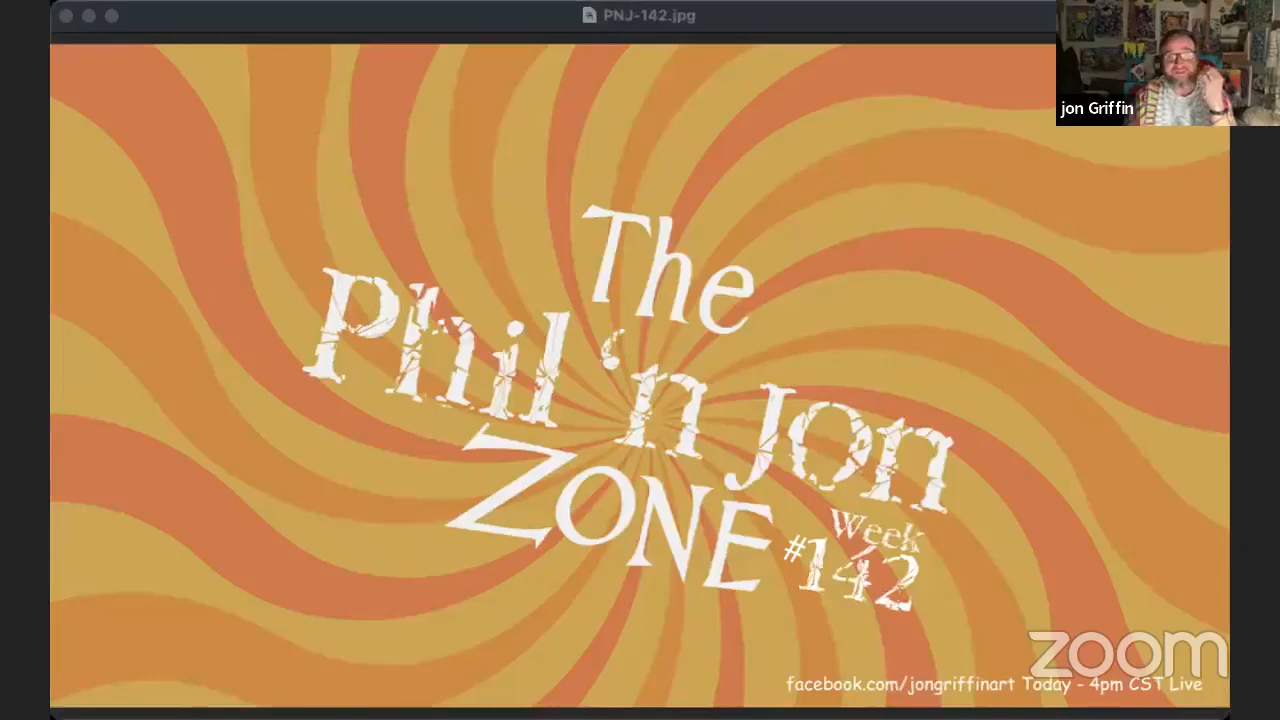 PNJ-142.jpg
jon Griffin
The
Phil 'n Jon
ZONE
Week
#142
zoom
facebook.com/jongriffinart Today - 4pm CST Live